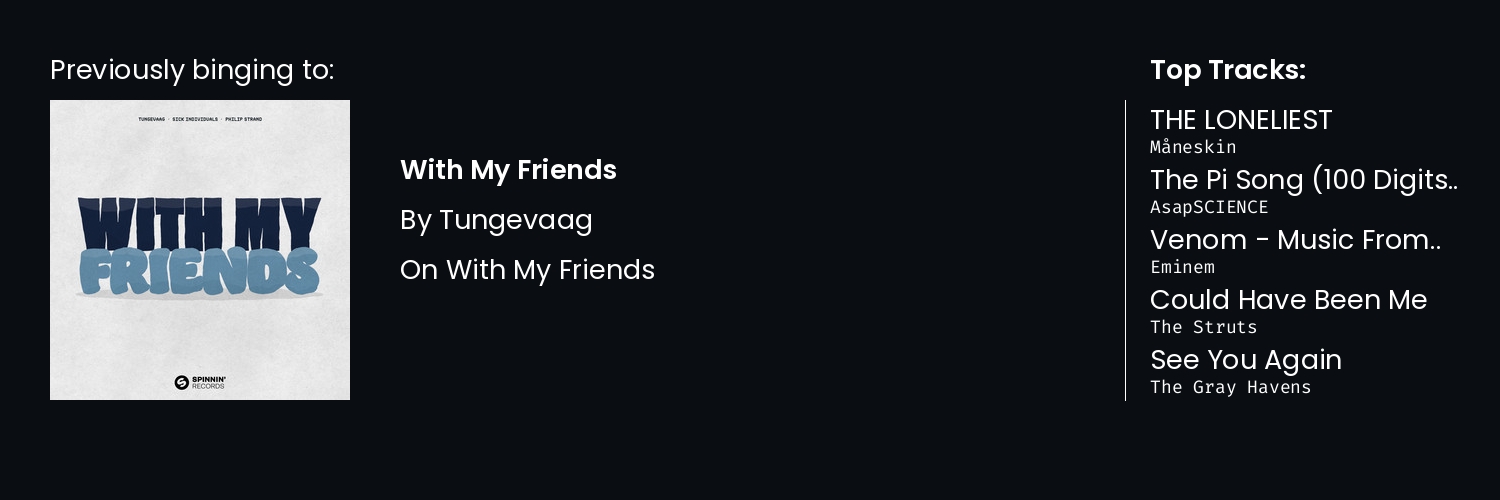 Previously binging to:
TUNGEVAAG · SICK INDIVIDUALS · PHILIP STRAND
WITH MY
FRIENDS
SPINNIN'
RECORDS
With My Friends
By Tungevaag
On With My Friends
Top Tracks:
THE LONELIEST
Måneskin
The Pi Song (100 Digits..
AsapSCIENCE
Venom - Music From..
Eminem
Could Have Been Me
The Struts
See You Again
The Gray Havens